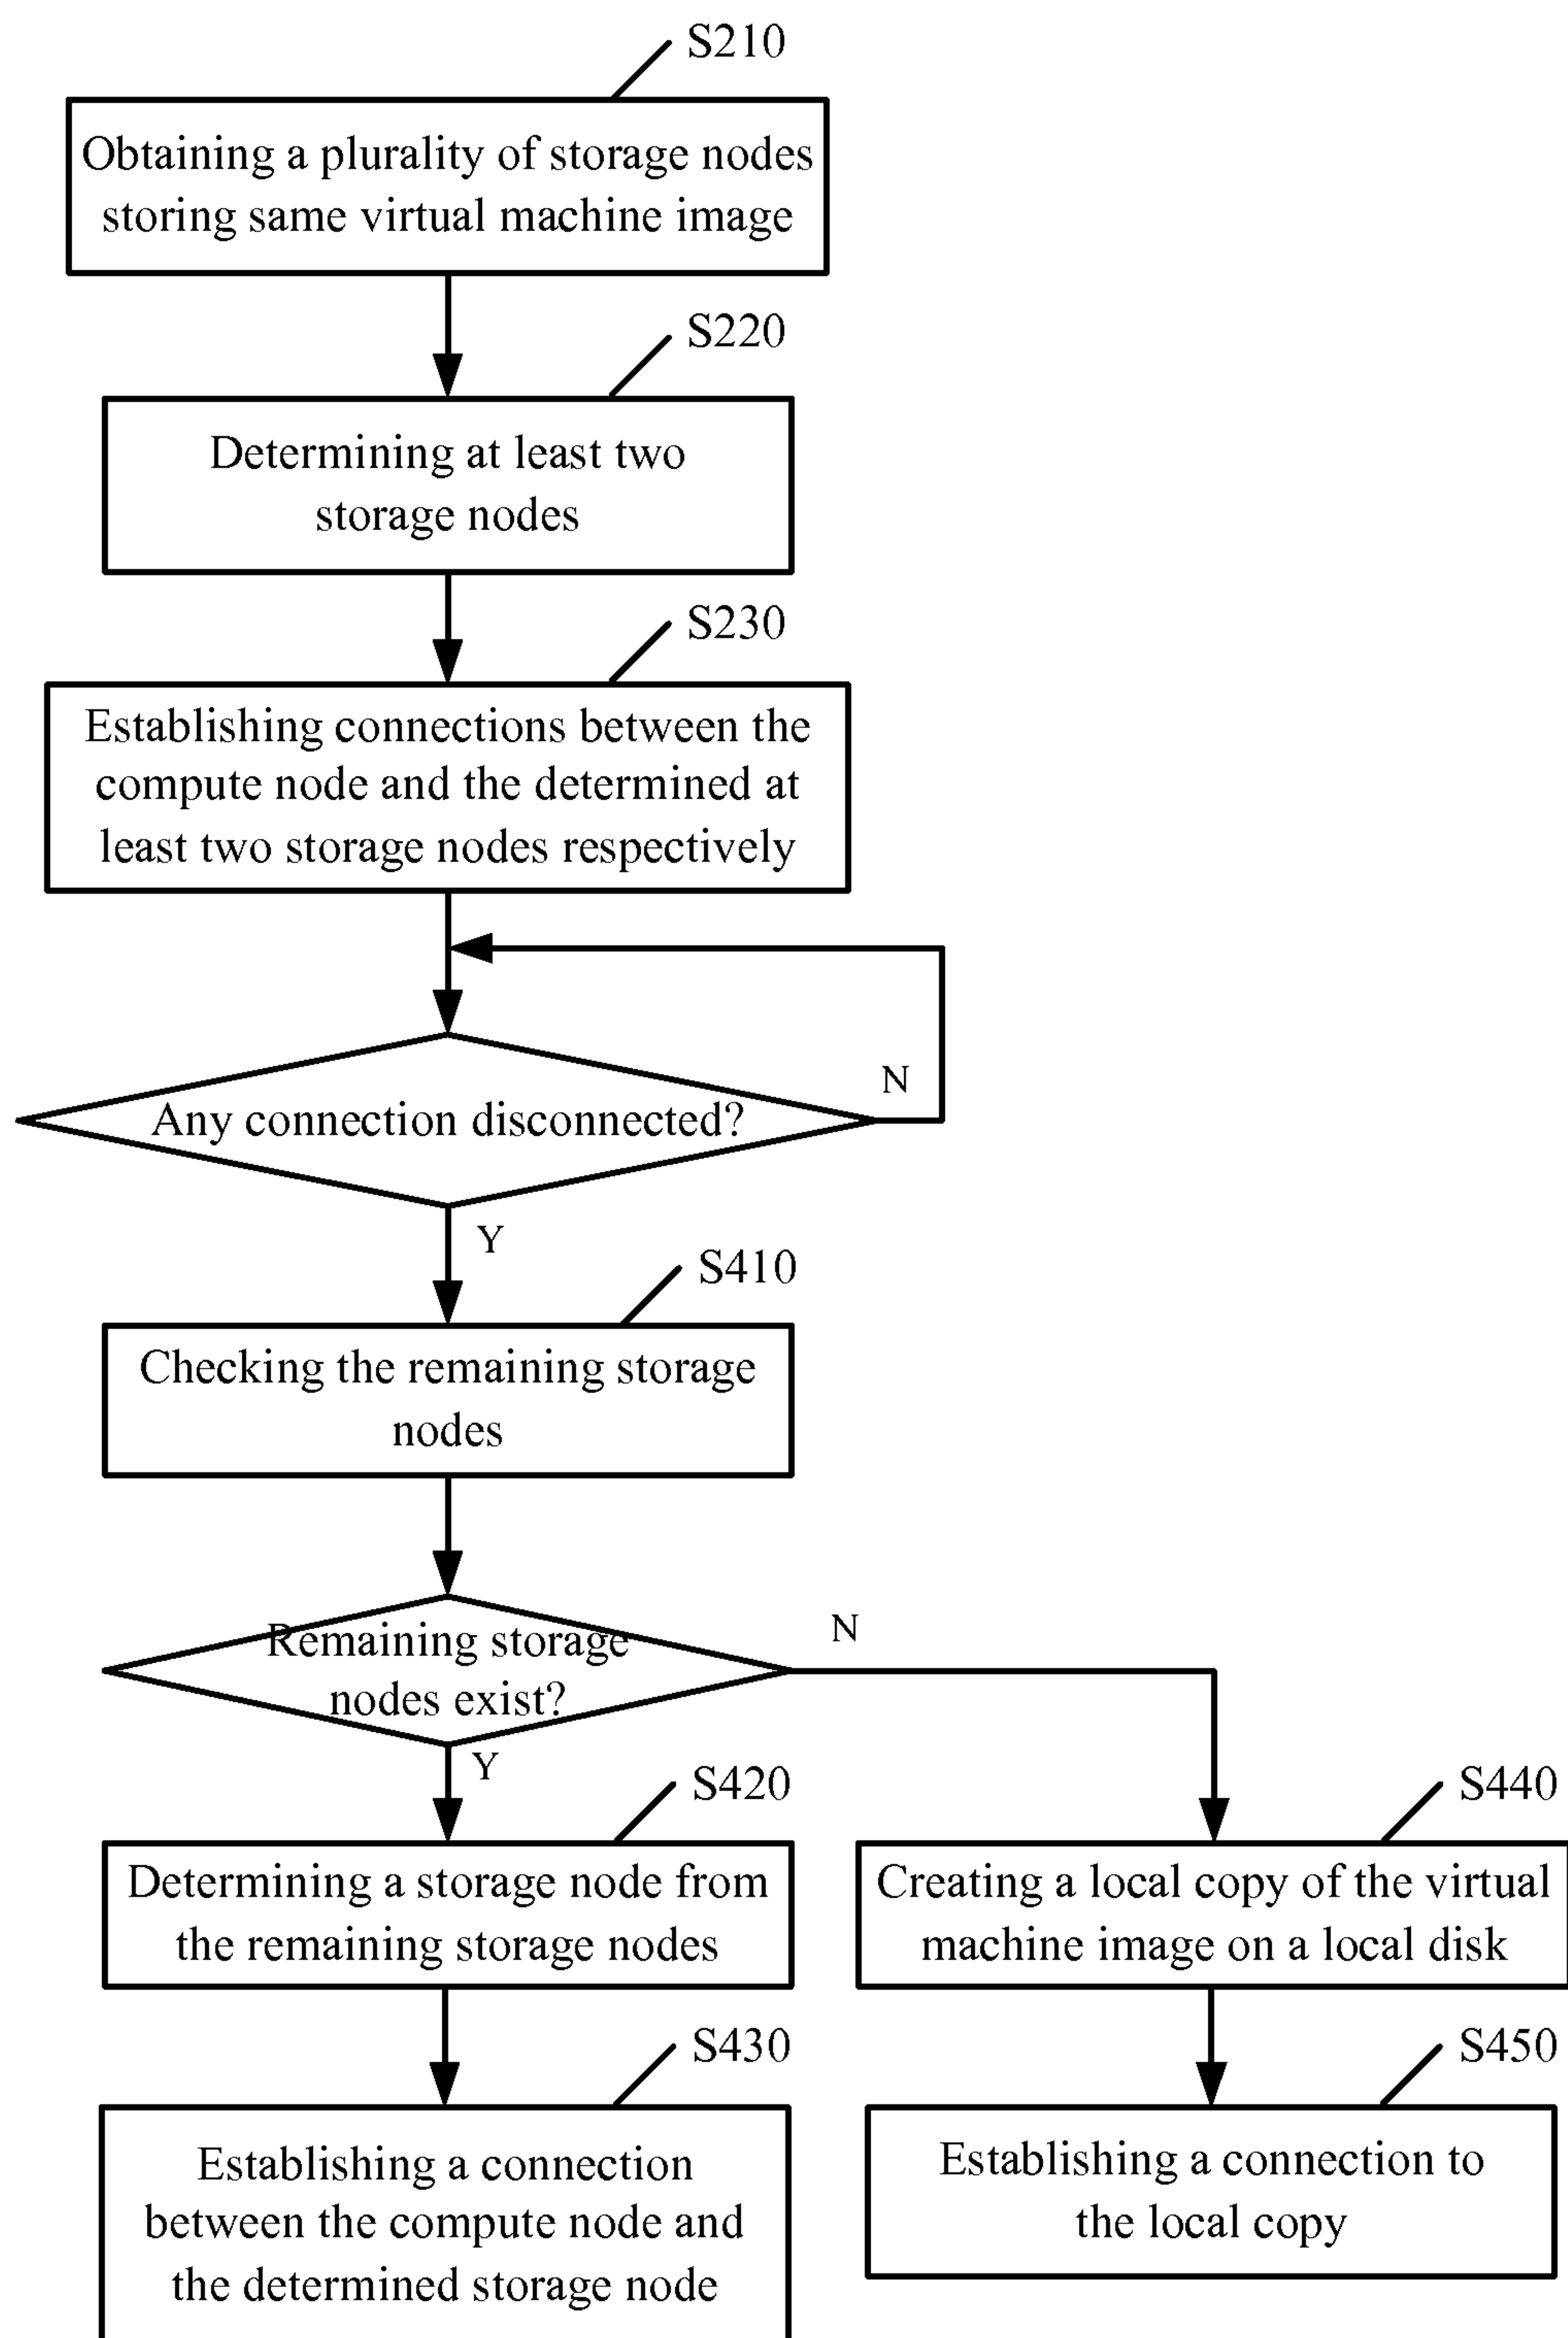 S210
Obtaining a plurality of storage nodes
storing same virtual machine image
S220
Determining at least two
storage nodes
S230
Establishing connections between the
compute node and the determined at
least two storage nodes respectively
Any connection disconnected?
N
Y
S410
Checking the remaining storage
nodes
Remaining storage
nodes exist?
N
Y
S420
Determining a storage node from
the remaining storage nodes
S440
Creating a local copy of the virtual
machine image on a local disk
S430
Establishing a connection
between the compute node and
the determined storage node
S450
Establishing a connection to
the local copy